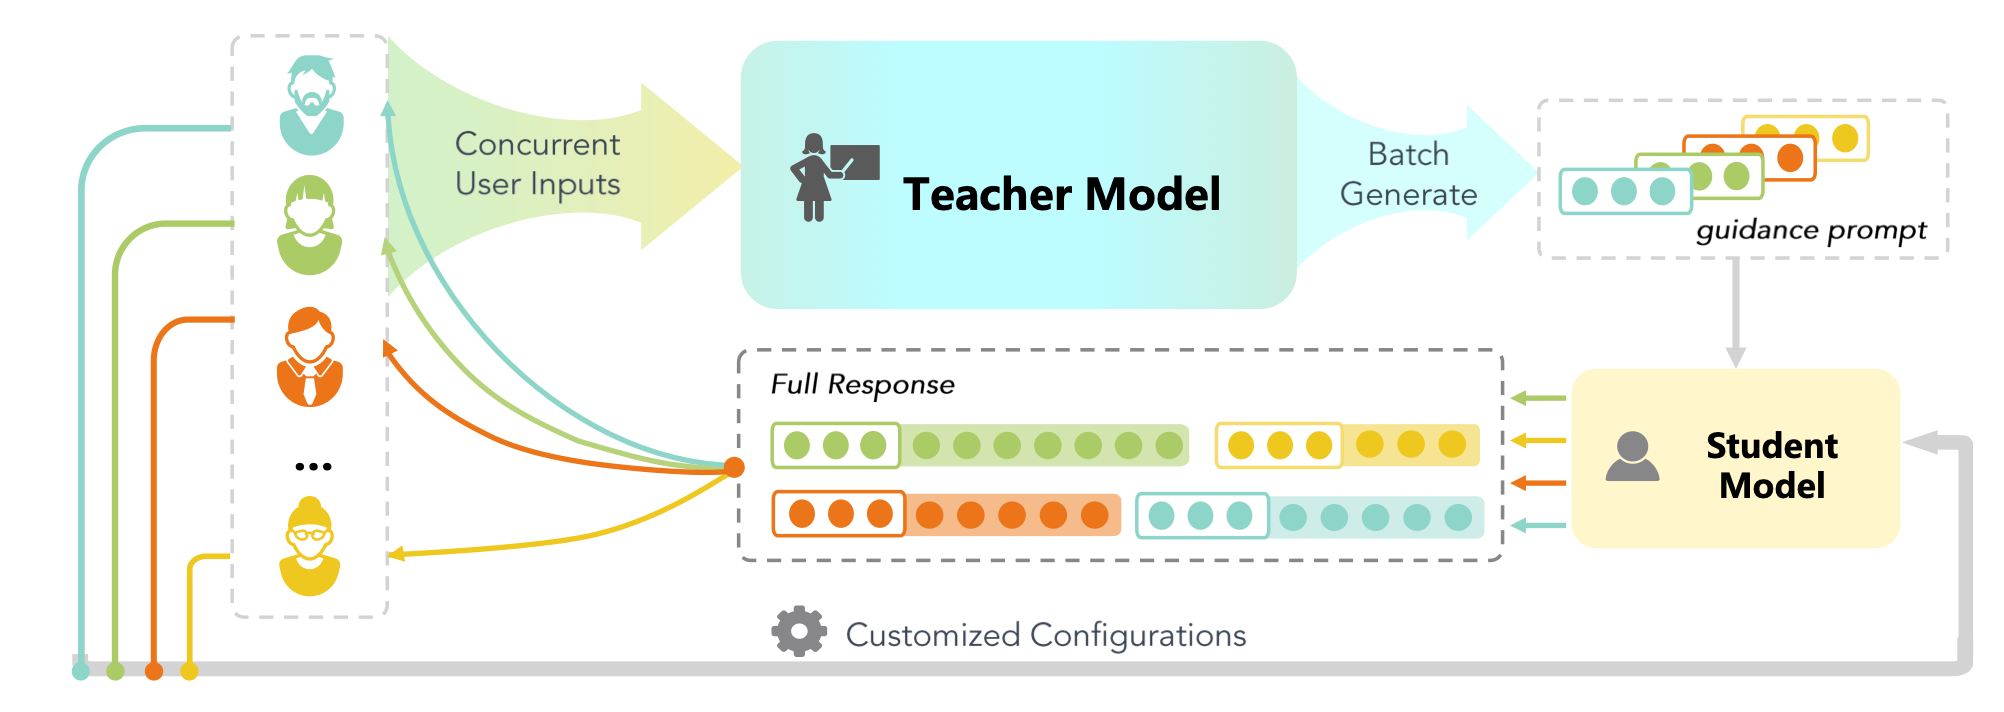 Concurrent
User Inputs
Teacher Model
Batch
Generate
guidance prompt
Full Response
Student
Model
...
Customized Configurations